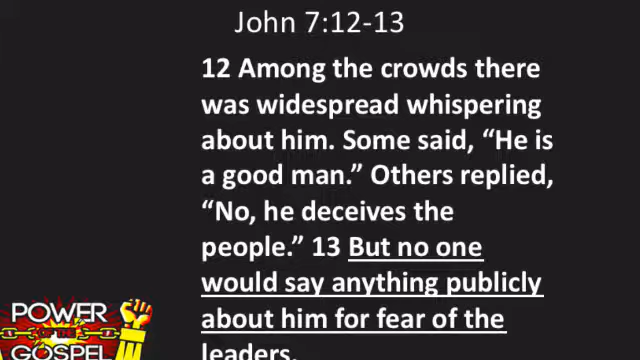 John 7:12-13
12 Among the crowds there
was widespread whispering
about him. Some said, “He is
a good man.” Others replied,
“No, he deceives the
people.” 13 But no one
would say anything publicly
about him for fear of the
leaders.
POWER
OF THE
GOSPEL